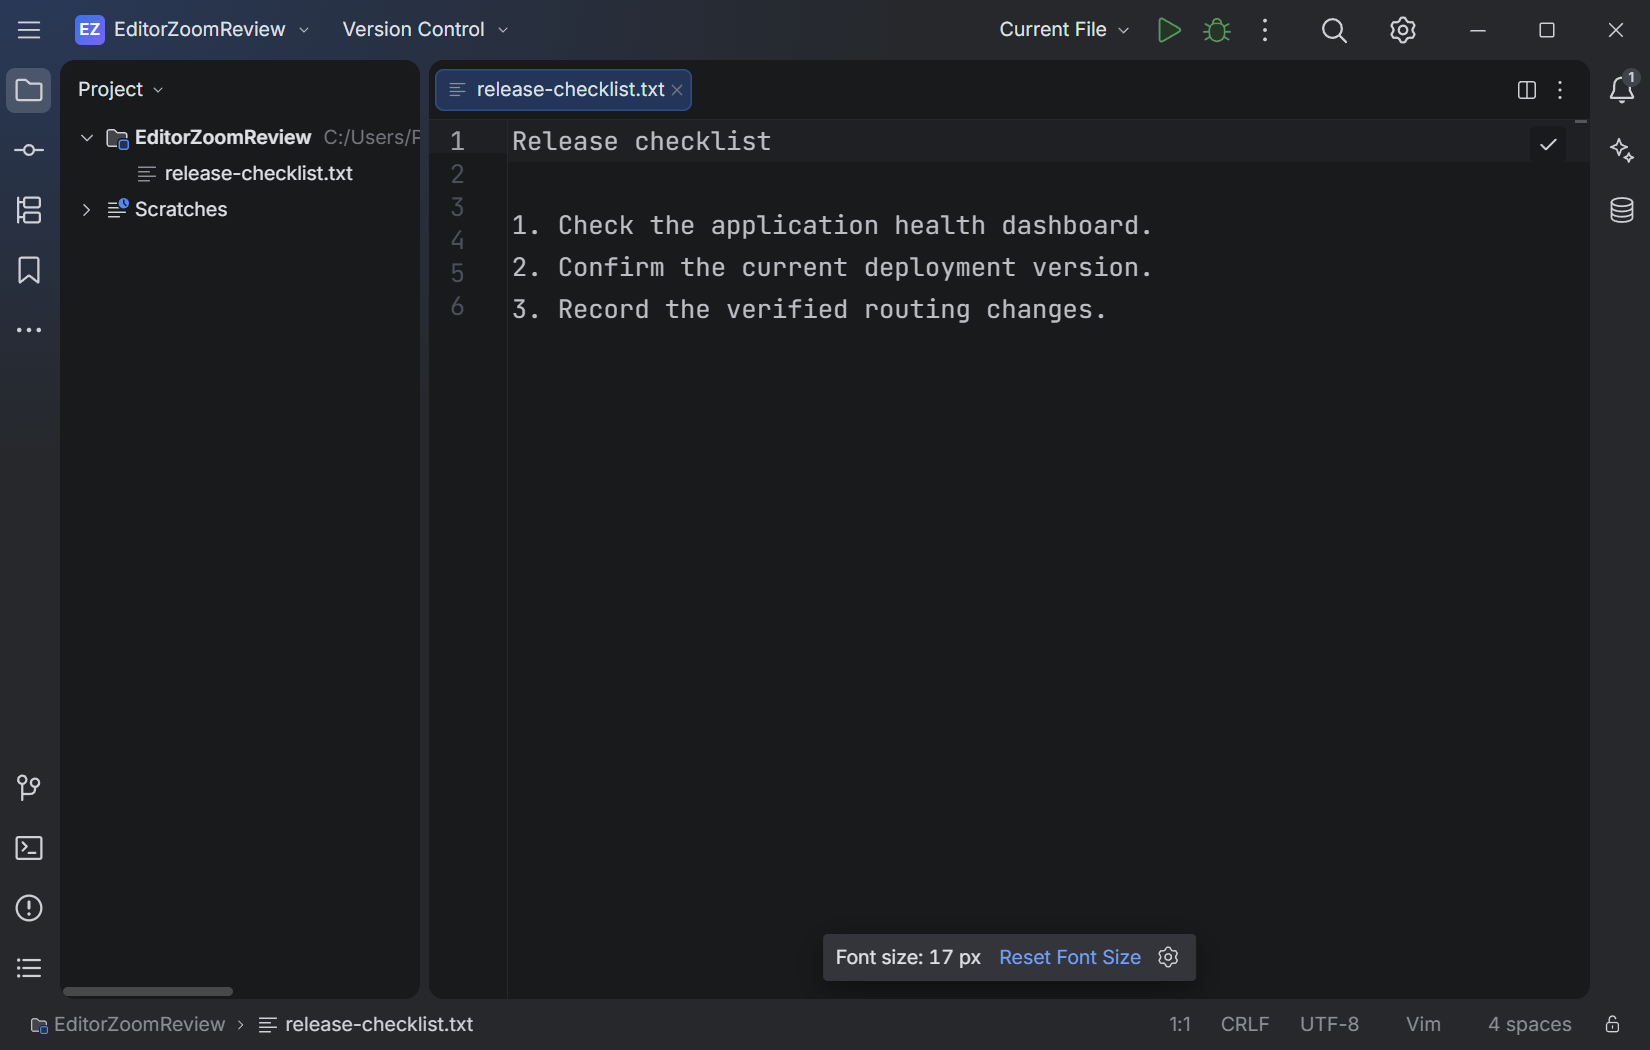 EZ EditorZoomReview Version Control Current File
Project
release-checklist.txt
1
EditorZoomReview C:/Users/
release-checklist.txt
Scratches
1 Release checklist
2
3 1. Check the application health dashboard.
4 2. Confirm the current deployment version.
5 3. Record the verified routing changes.
6
Font size: 17 px Reset Font Size
EditorZoomReview › release-checklist.txt 1:1 CRLF UTF-8 Vim 4 spaces